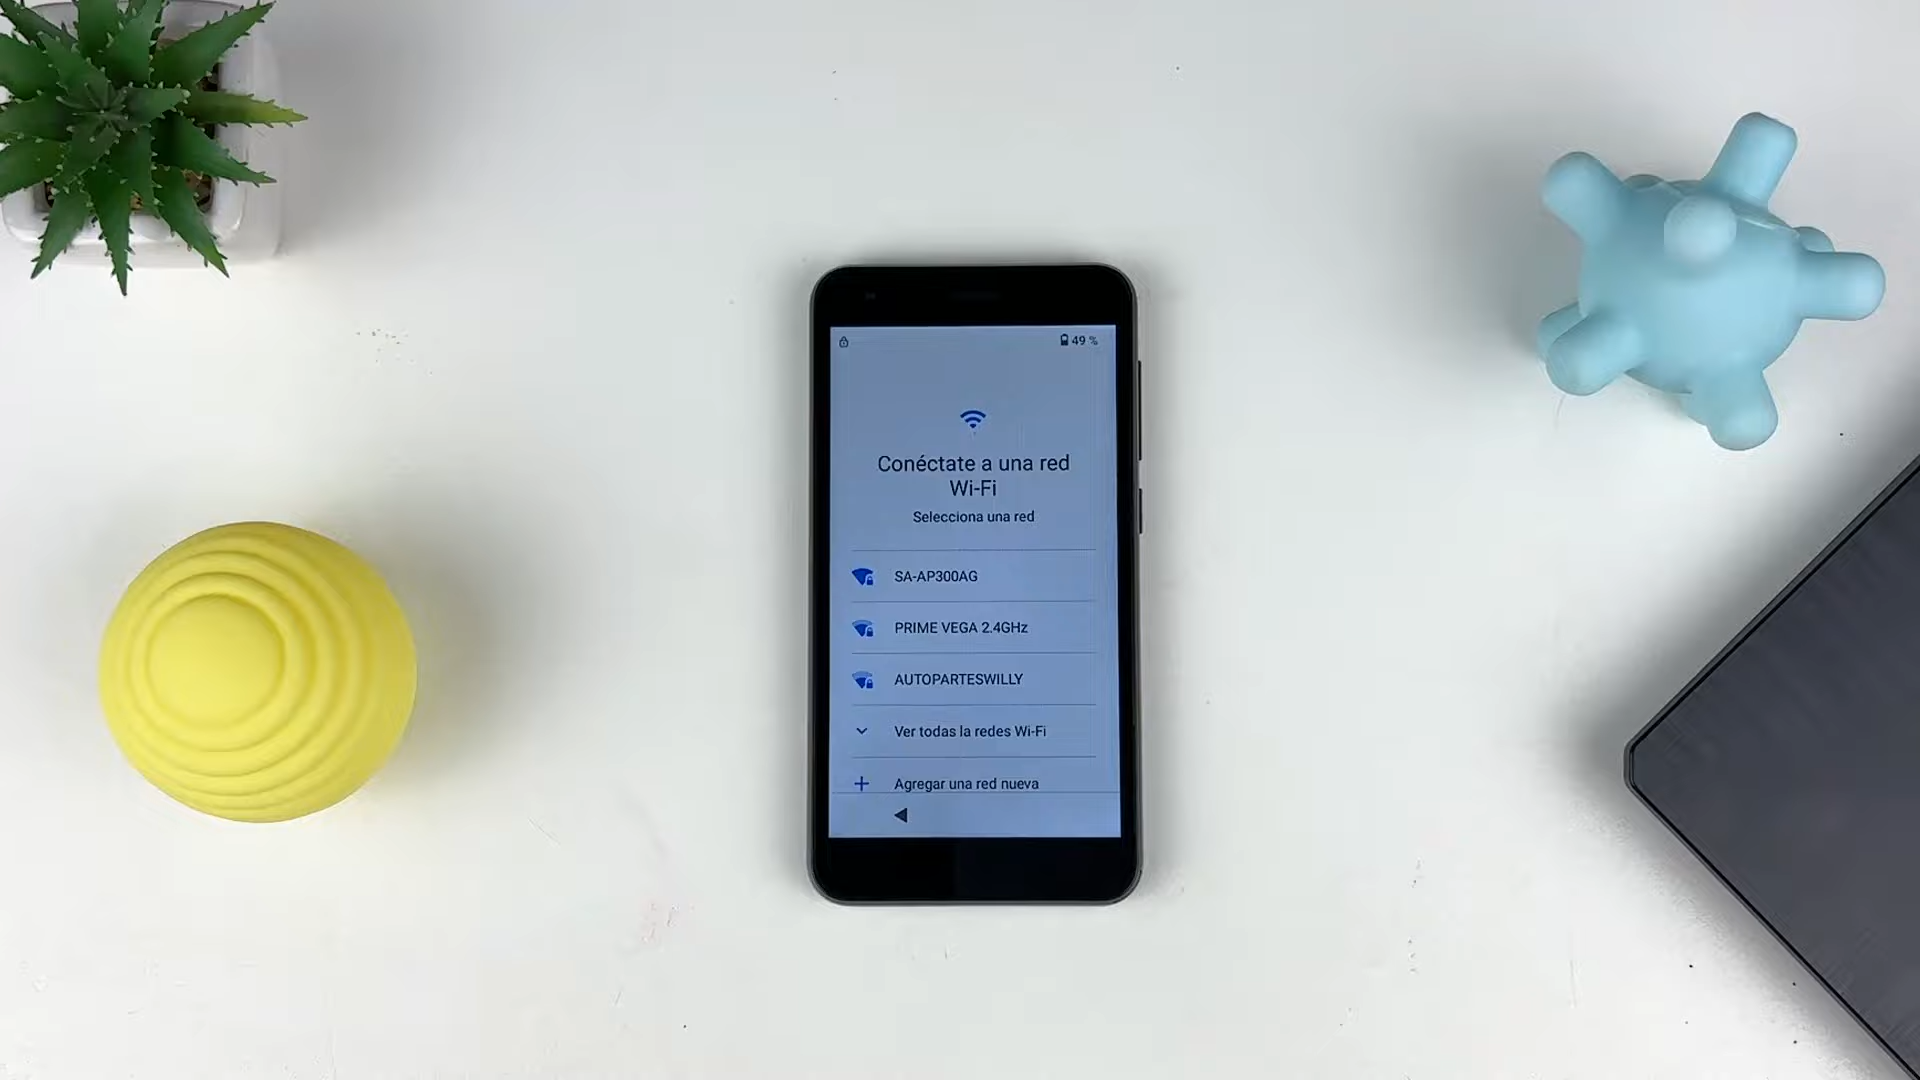 49 %
Conéctate a una red
Wi-Fi
Selecciona una red
SA-AP300AG
PRIME VEGA 2.4GHz
AUTOPARTESWILLY
Ver todas la redes Wi-Fi
Agregar una red nueva